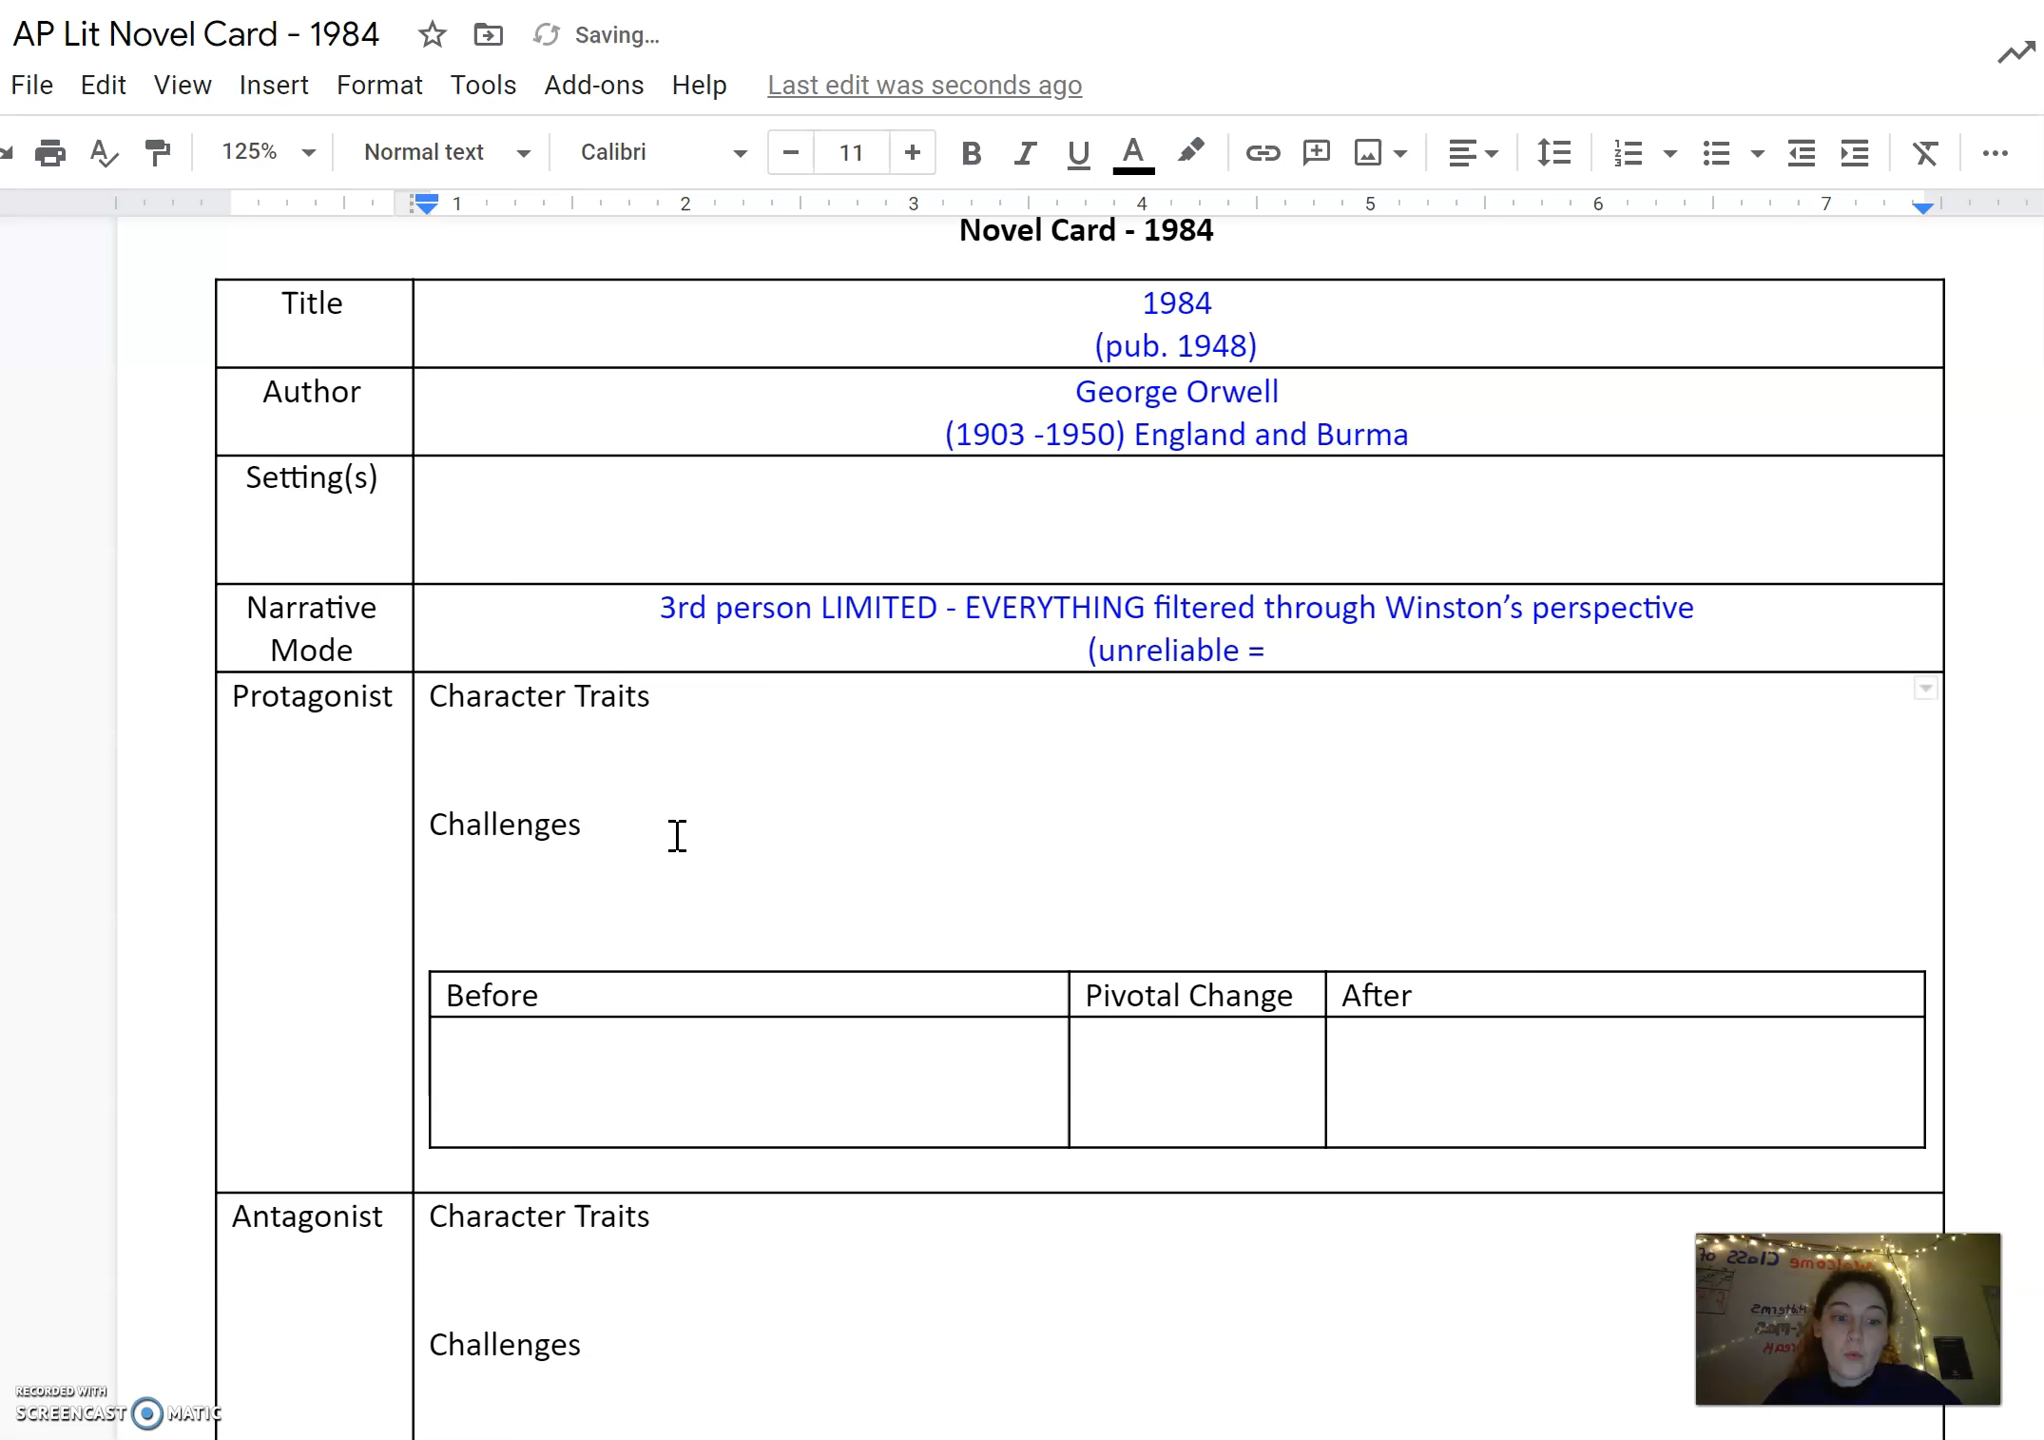 AP Lit Novel Card - 1984 Saving...
File Edit View Insert Format Tools Add-ons Help Last edit was seconds ago
125% Normal text Calibri 11
1 2 3 4 5 6 7
Novel Card - 1984
Title
1984
(pub. 1948)
Author
George Orwell
(1903 -1950) England and Burma
Setting(s)
Narrative
Mode
3rd person LIMITED - EVERYTHING filtered through Winston’s perspective
(unreliable =
Protagonist
Character Traits
Challenges
Before Pivotal Change After
Antagonist
Character Traits
Challenges
Welcome Class of
RECORDED WITH
SCREENCAST MATIC